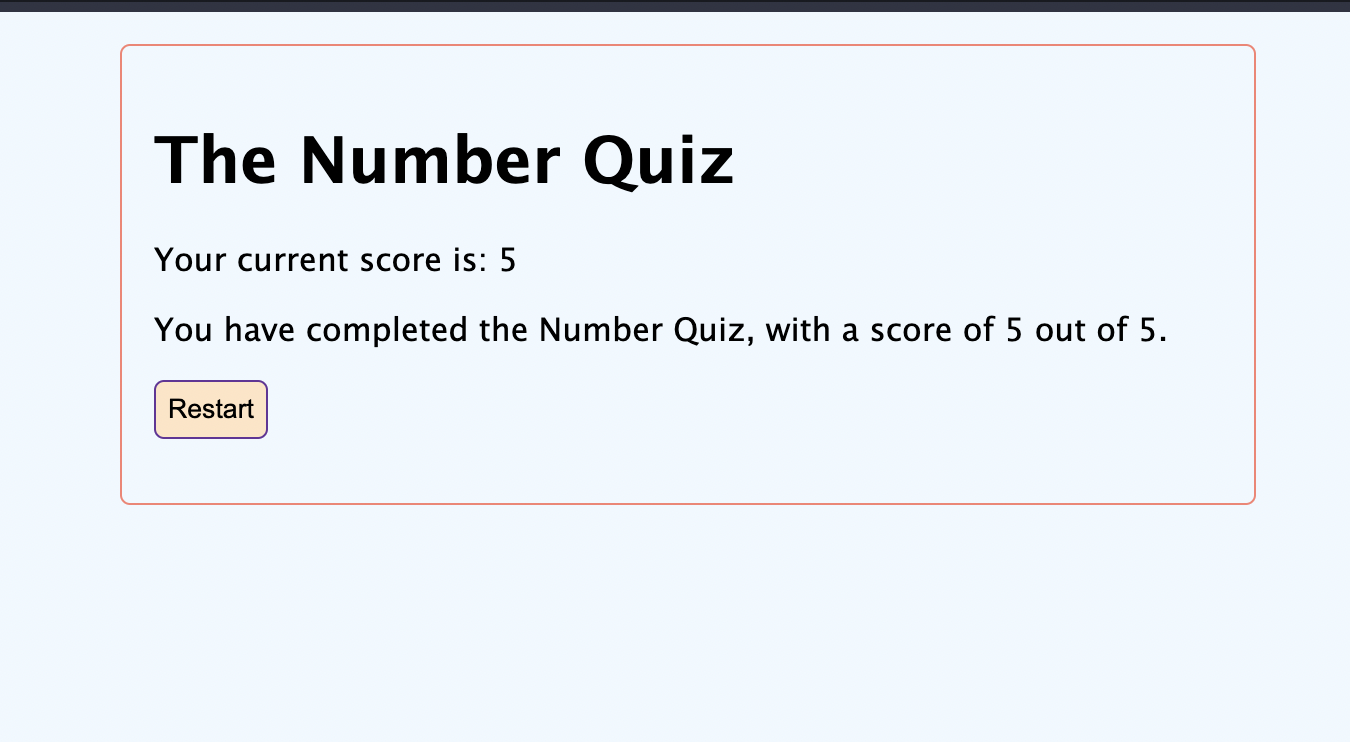 The Number Quiz
Your current score is: 5
You have completed the Number Quiz, with a score of 5 out of 5.
Restart